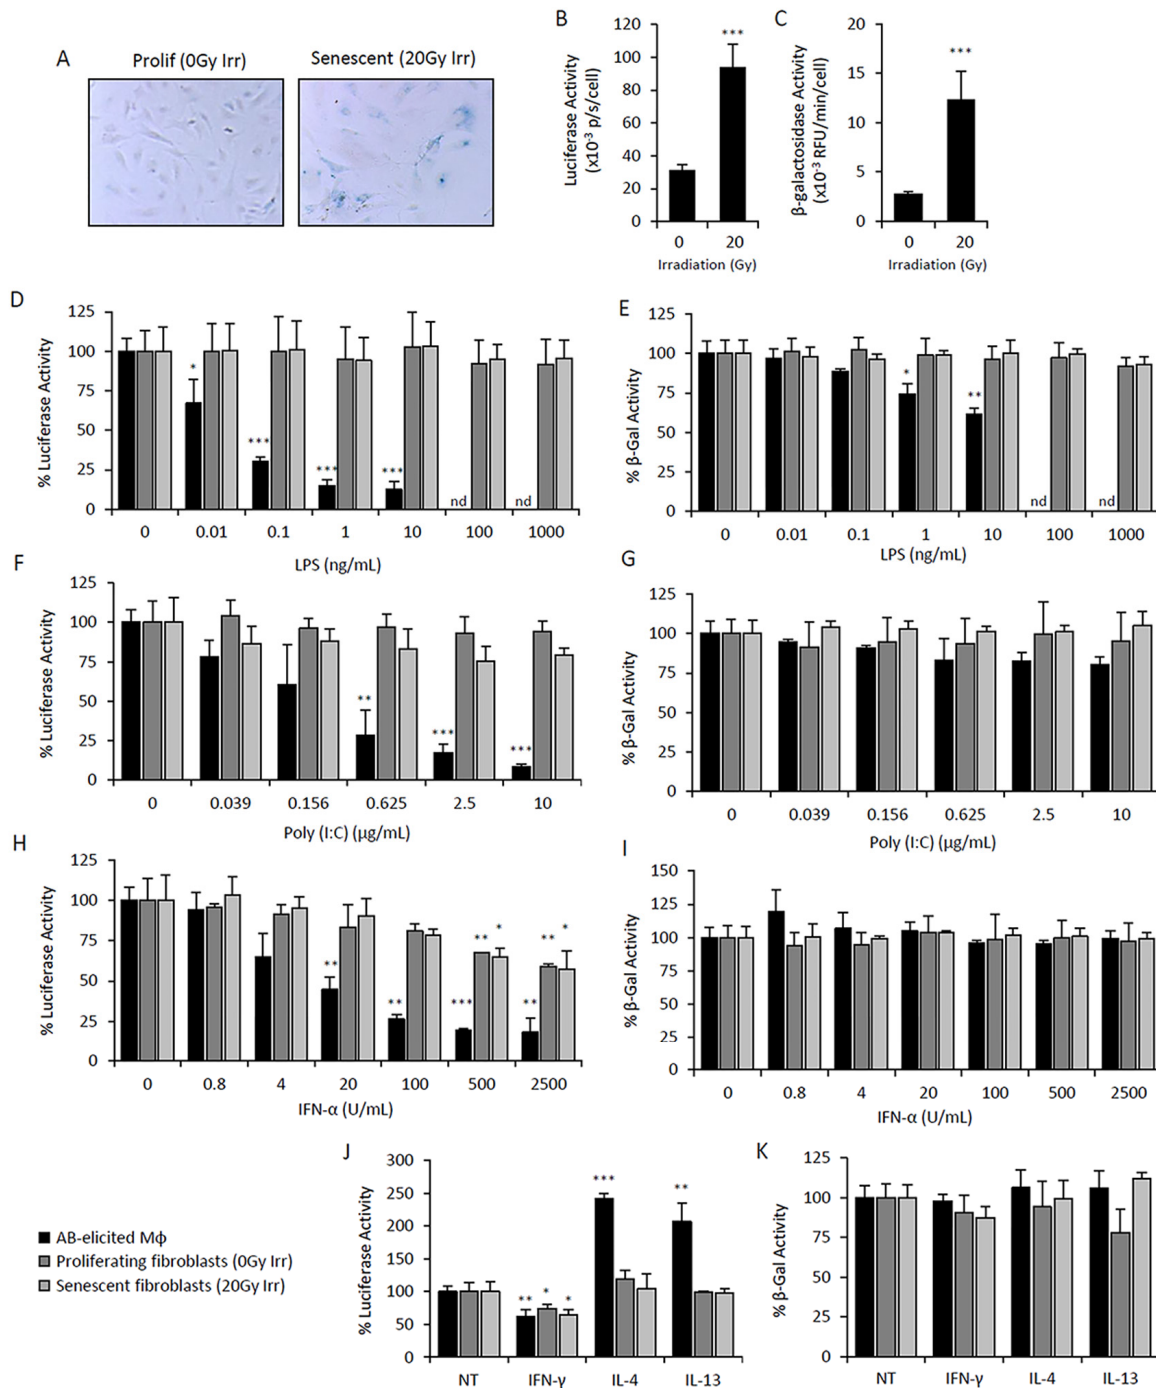 A
Prolif (0Gy Irr)
Senescent (20Gy Irr)
B
Luciferase Activity
(x10⁻³ p/s/cell)
120
100
80
60
40
20
0
***
0
20
Irradiation (Gy)
C
β-galactosidase Activity
(x10⁻³ RFU/min/cell)
20
15
10
5
0
***
0
20
Irradiation (Gy)
D
% Luciferase Activity
125
100
75
50
25
0
*
***
***
***
nd
nd
0 0.01 0.1 1 10 100 1000
LPS (ng/mL)
E
% β-Gal Activity
125
100
75
50
25
0
*
**
nd
nd
0 0.01 0.1 1 10 100 1000
LPS (ng/mL)
F
% Luciferase Activity
125
100
75
50
25
0
**
***
***
0 0.039 0.156 0.625 2.5 10
Poly (I:C) (µg/mL)
G
% β-Gal Activity
125
100
75
50
25
0
0 0.039 0.156 0.625 2.5 10
Poly (I:C) (µg/mL)
H
% Luciferase Activity
125
100
75
50
25
0
**
**
*** ** *
** ** *
0 0.8 4 20 100 500 2500
IFN-α (U/mL)
I
% β-Gal Activity
150
125
100
75
50
25
0
0 0.8 4 20 100 500 2500
IFN-α (U/mL)
AB-elicited Mϕ
Proliferating fibroblasts (0Gy Irr)
Senescent fibroblasts (20Gy Irr)
J
% Luciferase Activity
300
250
200
150
100
50
0
** * *
***
**
NT IFN-γ IL-4 IL-13
K
% β-Gal Activity
125
100
75
50
25
0
NT IFN-γ IL-4 IL-13